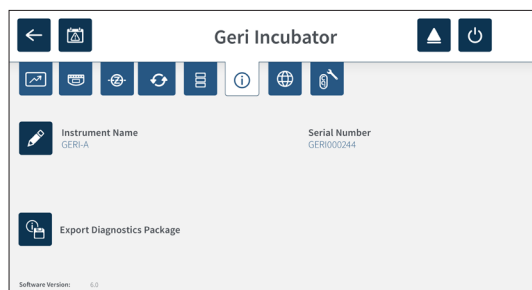 Geri Incubator
Instrument Name
GERI-A
Serial Number
GERI000244
Export Diagnostics Package
Software Version: 6.0